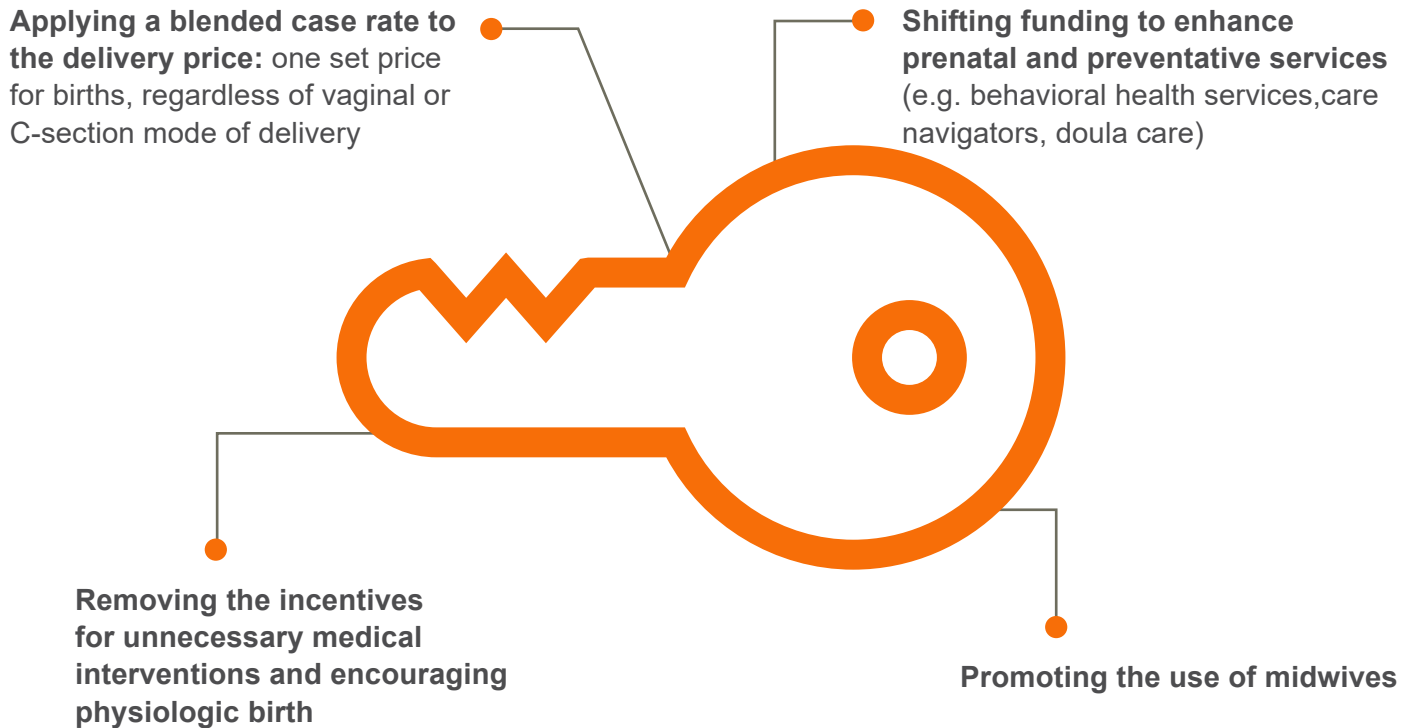 Applying a blended case rate to
the delivery price: one set price
for births, regardless of vaginal or
C-section mode of delivery
Shifting funding to enhance
prenatal and preventative services
(e.g. behavioral health services,care
navigators, doula care)
Removing the incentives
for unnecessary medical
interventions and encouraging
physiologic birth
Promoting the use of midwives